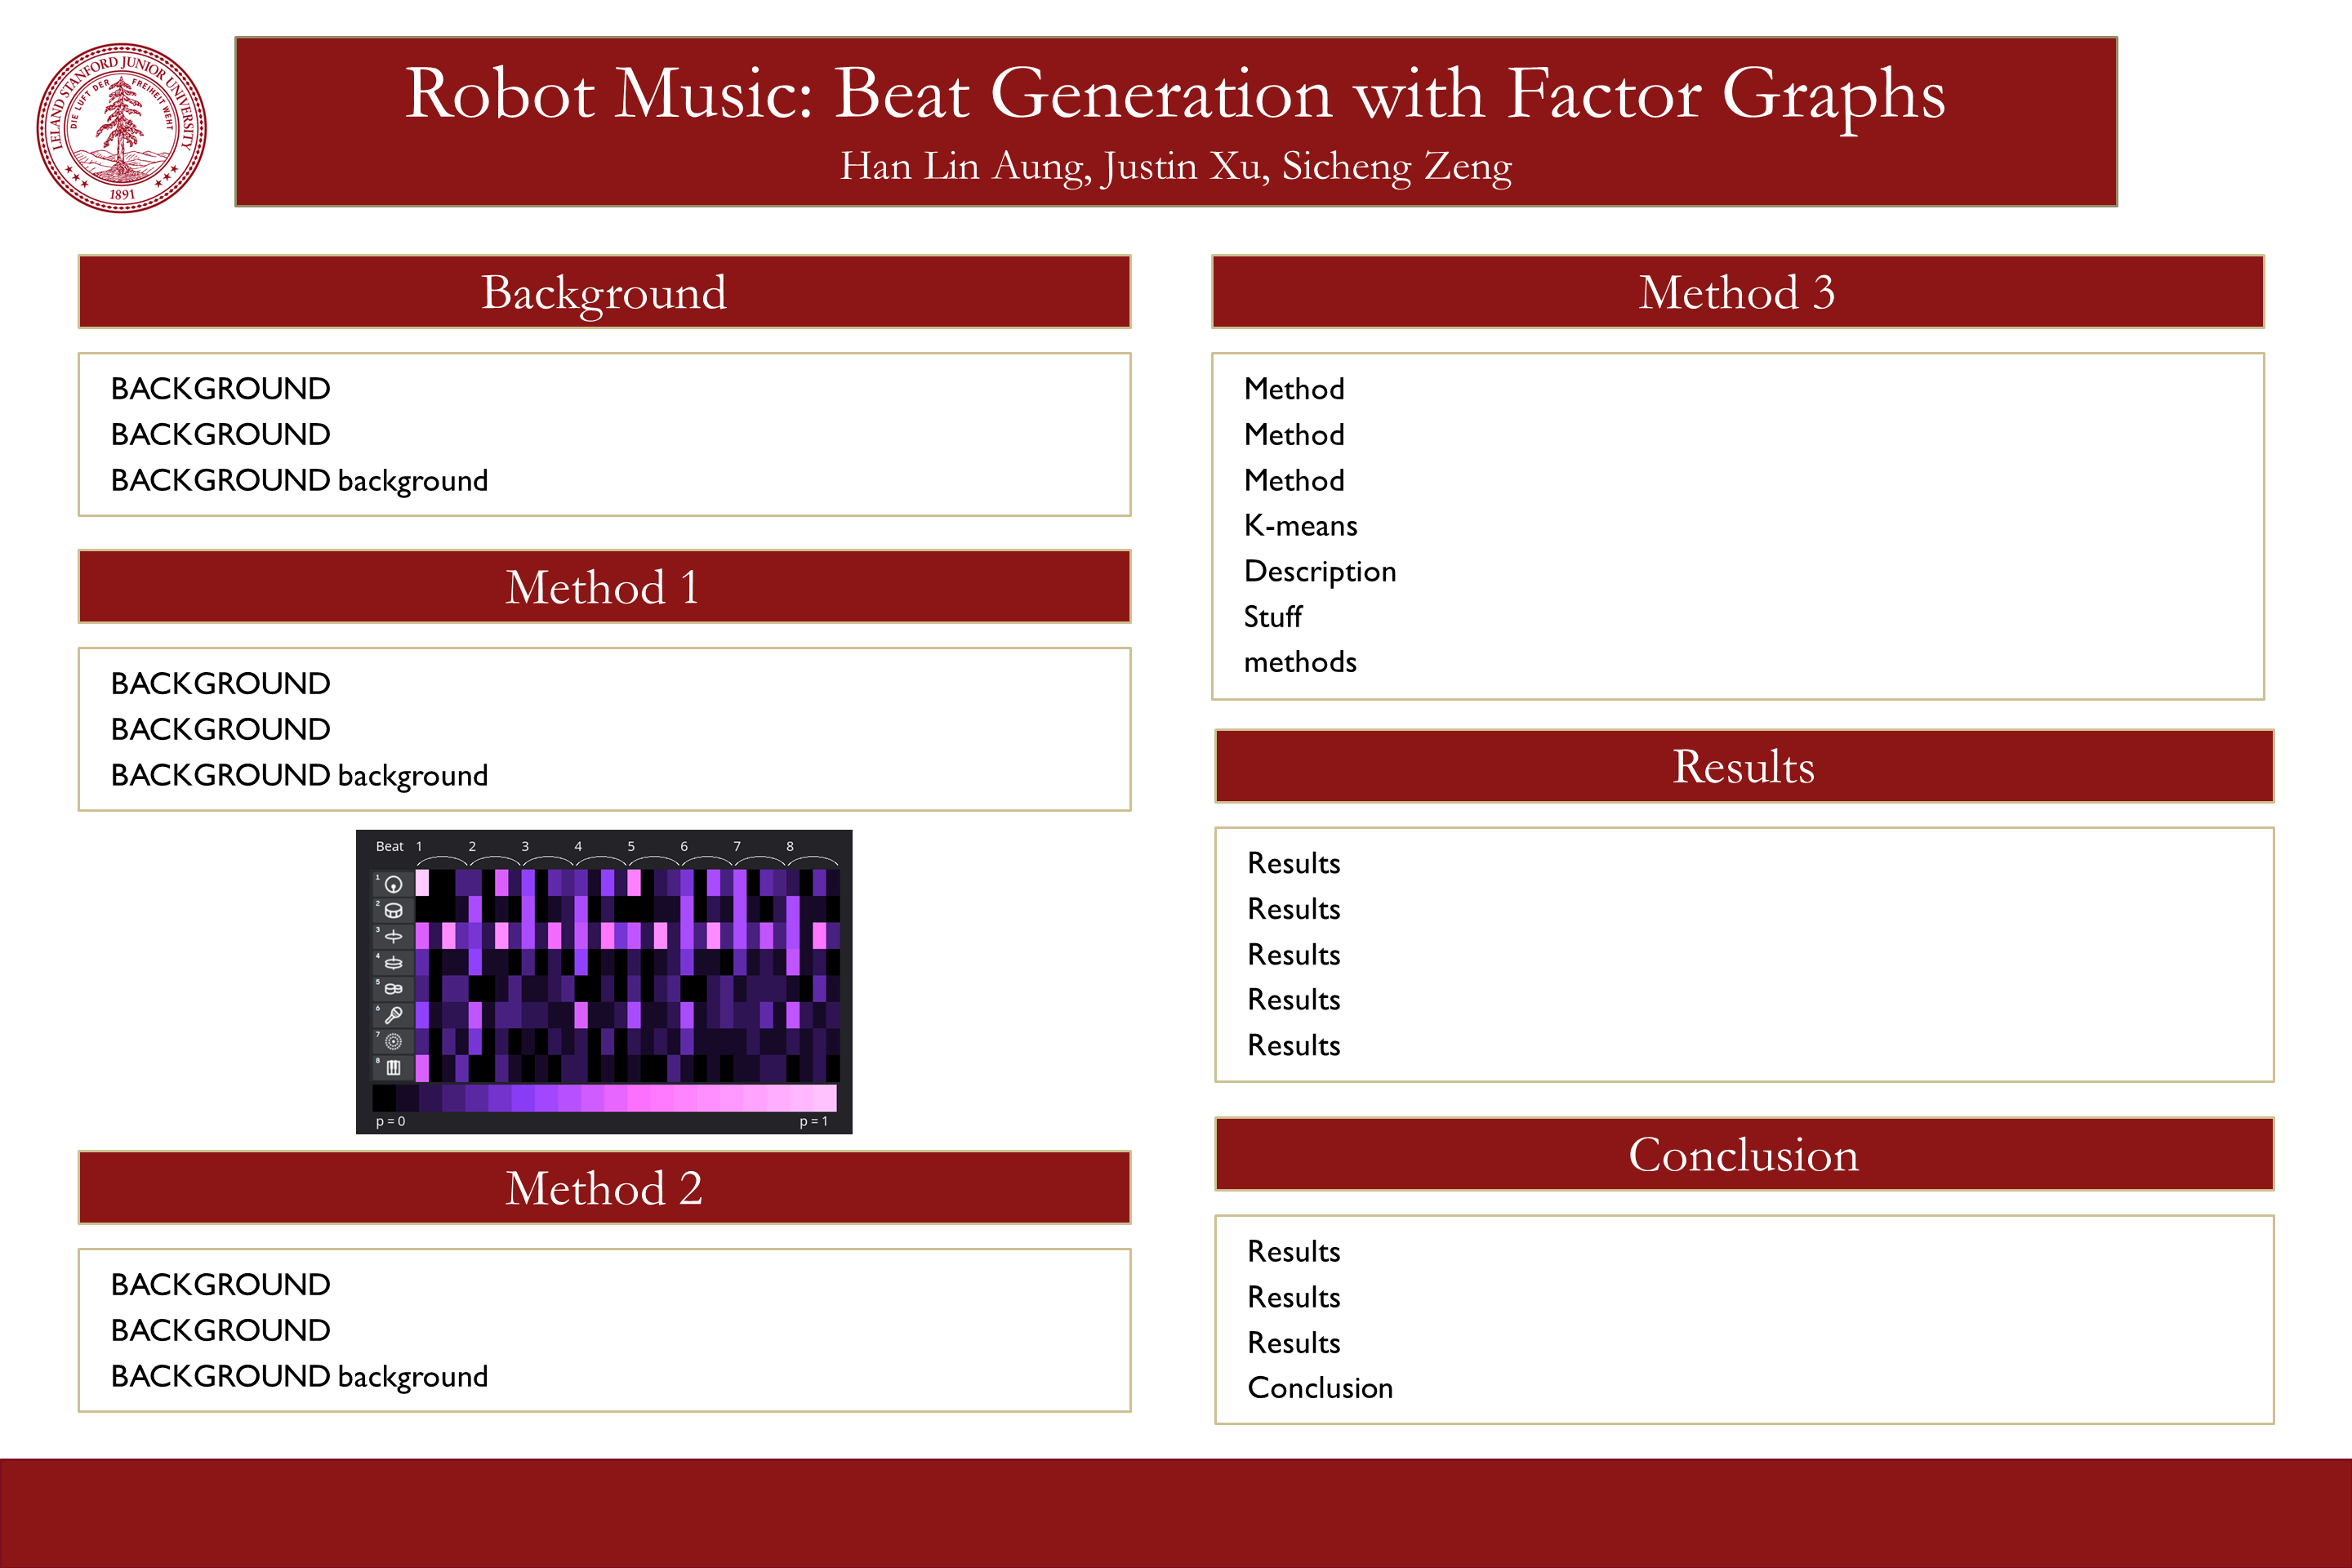 LELAND STANFORD JUNIOR UNIVERSITY
DIE LUFT DER FREIHEIT WEHT
1891
Robot Music: Beat Generation with Factor Graphs
Han Lin Aung, Justin Xu, Sicheng Zeng
Background
BACKGROUND
BACKGROUND
BACKGROUND background
Method 1
BACKGROUND
BACKGROUND
BACKGROUND background
Beat 1 2 3 4 5 6 7 8
1
2
3
4
5
6
7
8
p = 0 p = 1
Method 2
BACKGROUND
BACKGROUND
BACKGROUND background
Method 3
Method
Method
Method
K-means
Description
Stuff
methods
Results
Results
Results
Results
Results
Results
Conclusion
Results
Results
Results
Conclusion